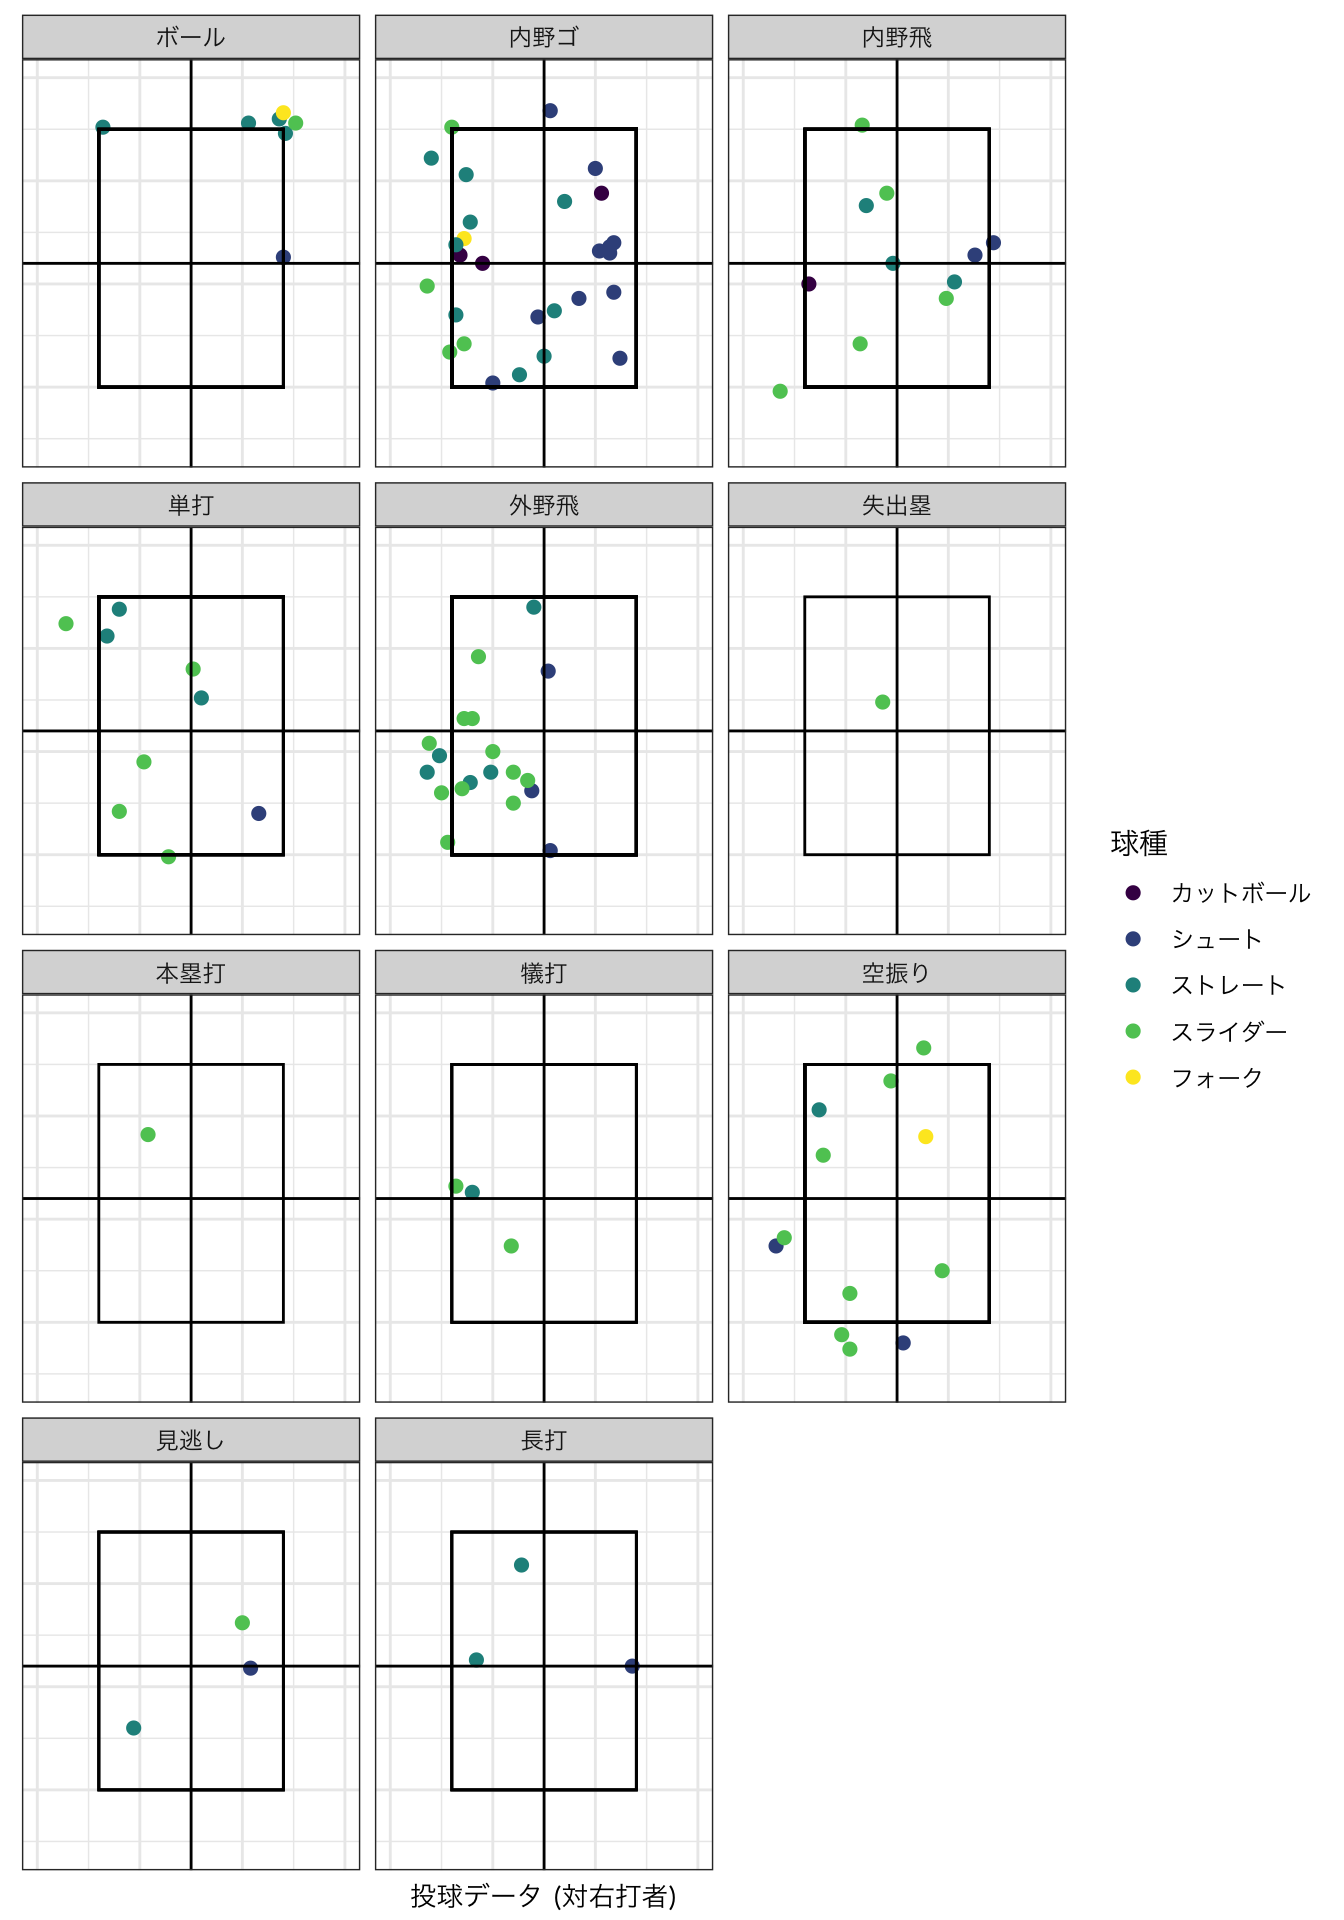 ボール
内野ゴ
内野飛
単打
外野飛
失出塁
本塁打
犠打
空振り
見逃し
長打
球種
カットボール
シュート
ストレート
スライダー
フォーク
投球データ (対右打者)